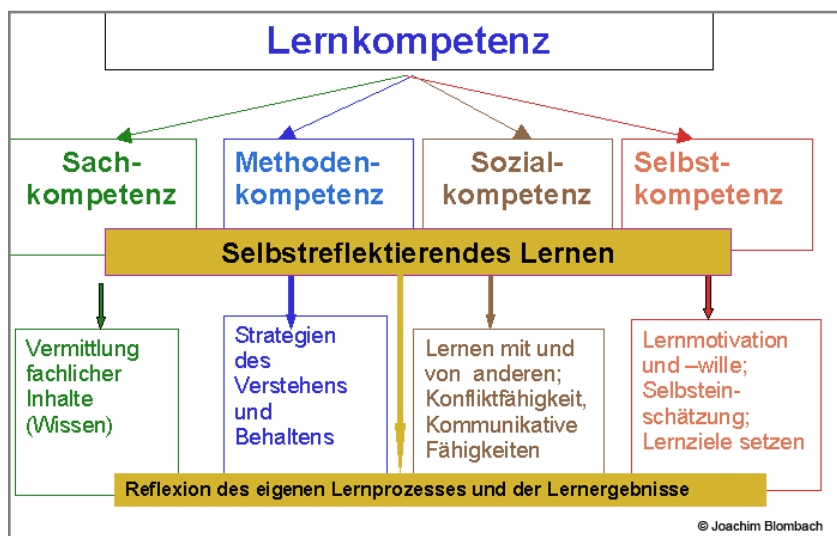 Lernkompetenz
Sach-
kompetenz
Methoden-
kompetenz
Sozial-
kompetenz
Selbst-
kompetenz
Selbstreflektierendes Lernen
Vermittlung
fachlicher
Inhalte
(Wissen)
Strategien
des
Verstehens
und
Behaltens
Lernen mit und
von anderen;
Konfliktfähigkeit,
Kommunikative
Fähigkeiten
Lernmotivation
und –wille;
Selbstein-
schätzung;
Lernziele setzen
Reflexion des eigenen Lernprozesses und der Lernergebnisse
© Joachim Blombach